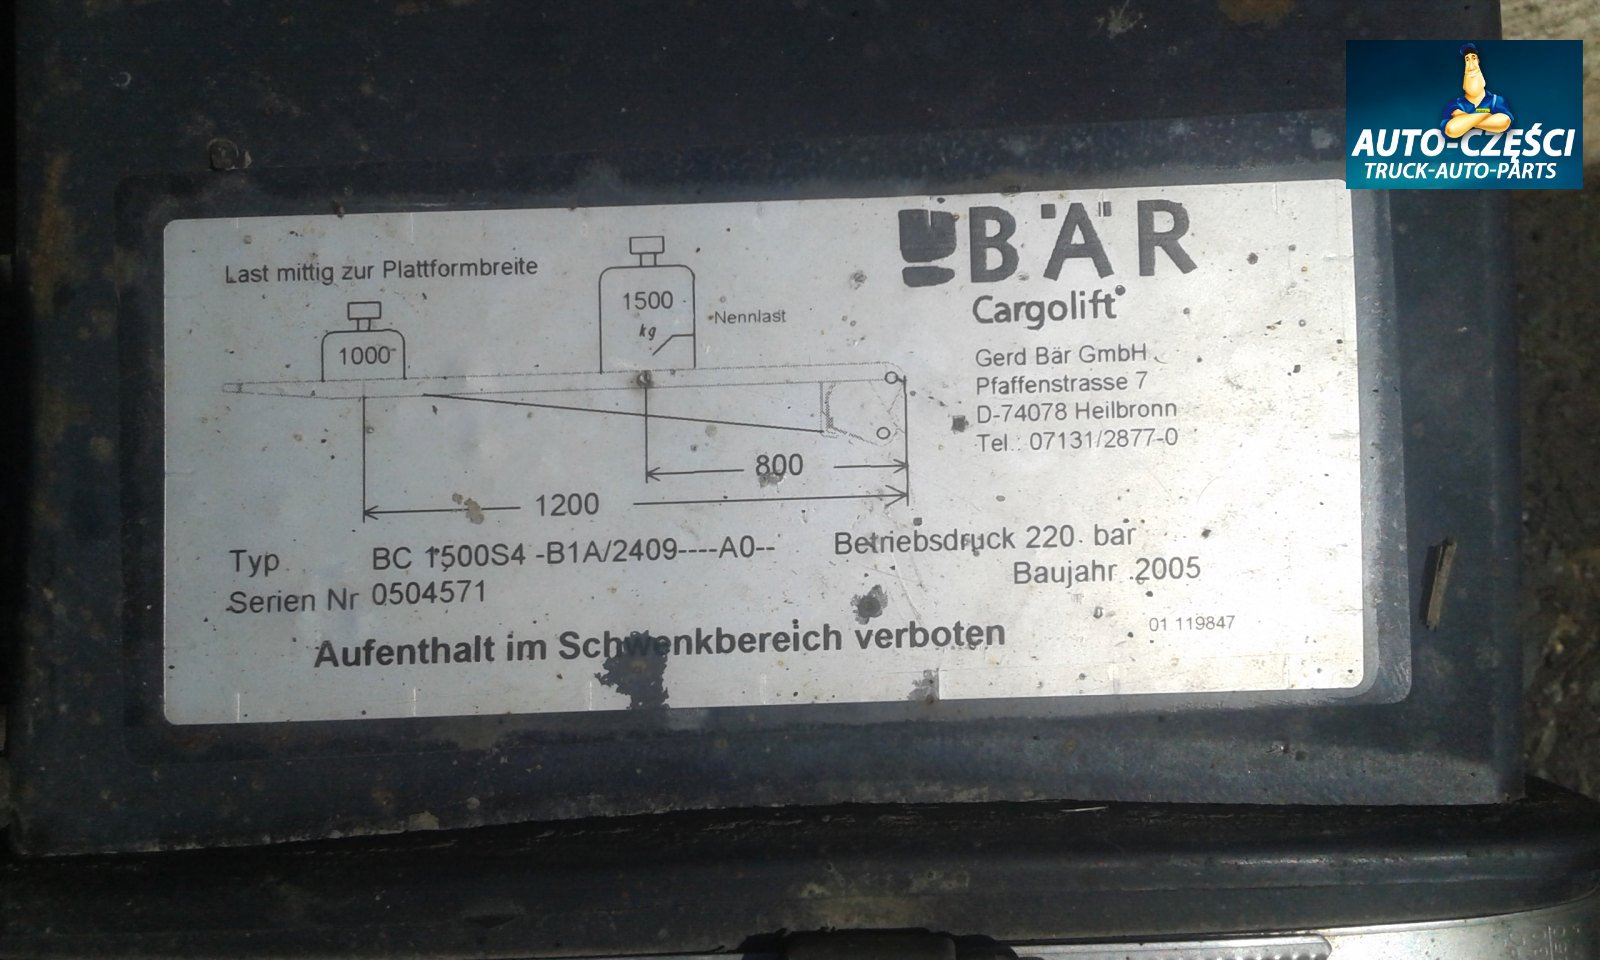 AUTO-CZĘŚCI
TRUCK-AUTO-PARTS
BÄR
Cargolift
Last mittig zur Plattformbreite
1500
kg
Nennlast
1000
Gerd Bär GmbH
Pfaffenstrasse 7
D-74078 Heilbronn
Tel.: 07131/2877-0
800
1200
Typ BC 1500S4 -B1A/2409----A0-- Betriebsdruck 220 bar
Serien Nr 0504571 Baujahr 2005
Aufenthalt im Schwenkbereich verboten
01 119847